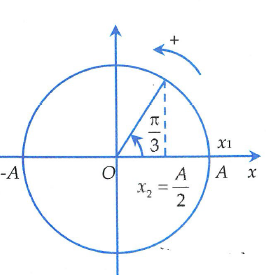 +
π/3
x₁
-A O A x
x₂ = A/2